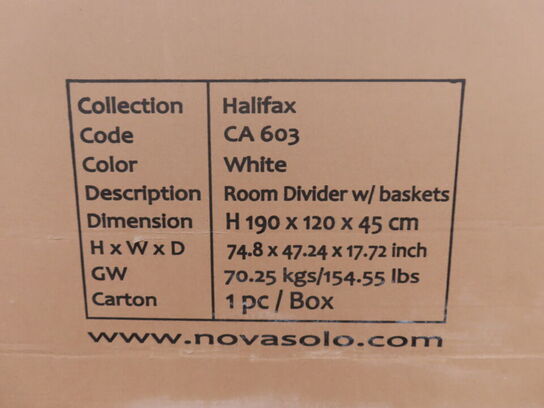 Collection Halifax
Code CA 603
Color White
Description Room Divider w/ baskets
Dimension H 190 x 120 x 45 cm
H x W x D 74.8 x 47.24 x 17.72 inch
GW 70.25 kgs/154.55 lbs
Carton 1 pc / Box
www.novasolo.com